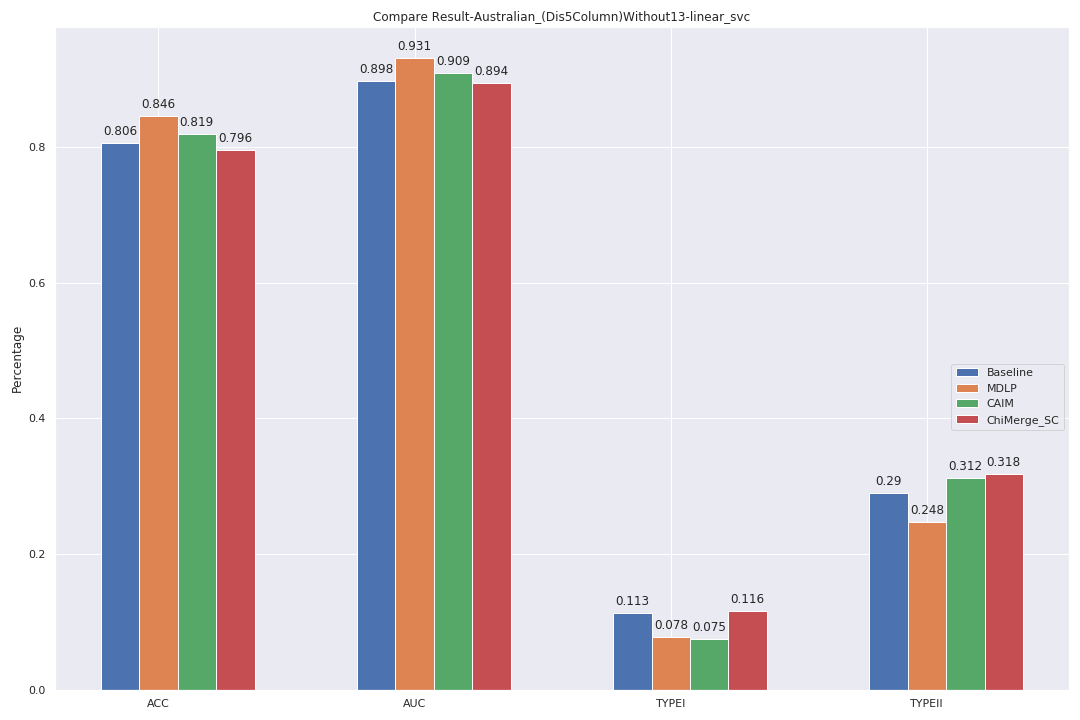 Compare Result-Australian_(Dis5Column)Without13-linear_svc
Percentage
0.8
0.6
0.4
0.2
0.0
0.806
0.846
0.819
0.796
0.898
0.931
0.909
0.894
0.113
0.078
0.075
0.116
0.29
0.248
0.312
0.318
Baseline
MDLP
CAIM
ChiMerge_SC
ACC
AUC
TYPEI
TYPEII